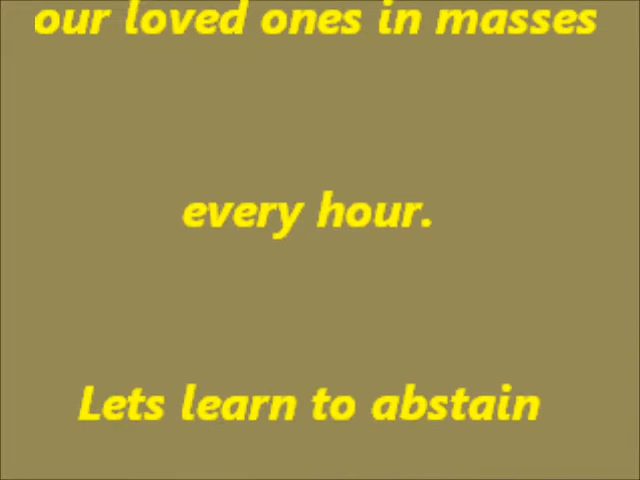 our loved ones in masses
every hour.
Lets learn to abstain